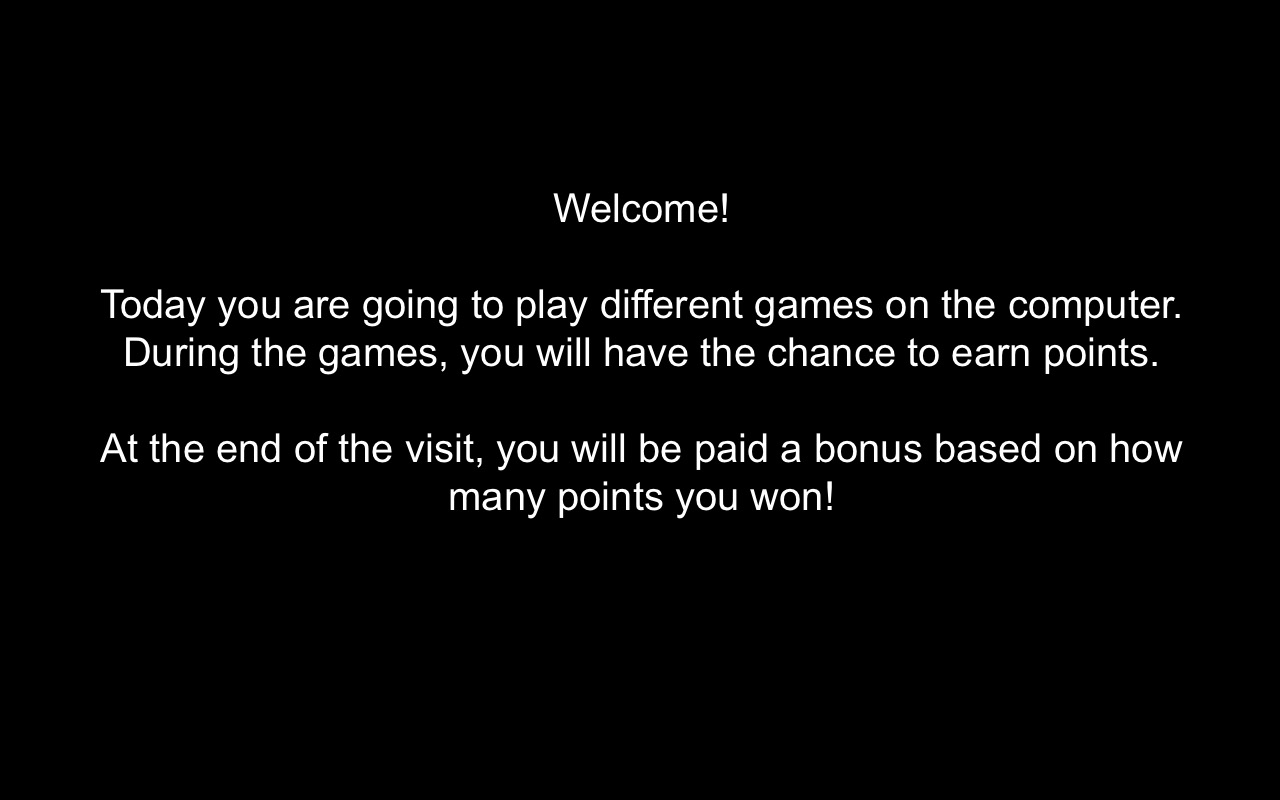 Welcome!
Today you are going to play different games on the computer.
During the games, you will have the chance to earn points.
At the end of the visit, you will be paid a bonus based on how
many points you won!